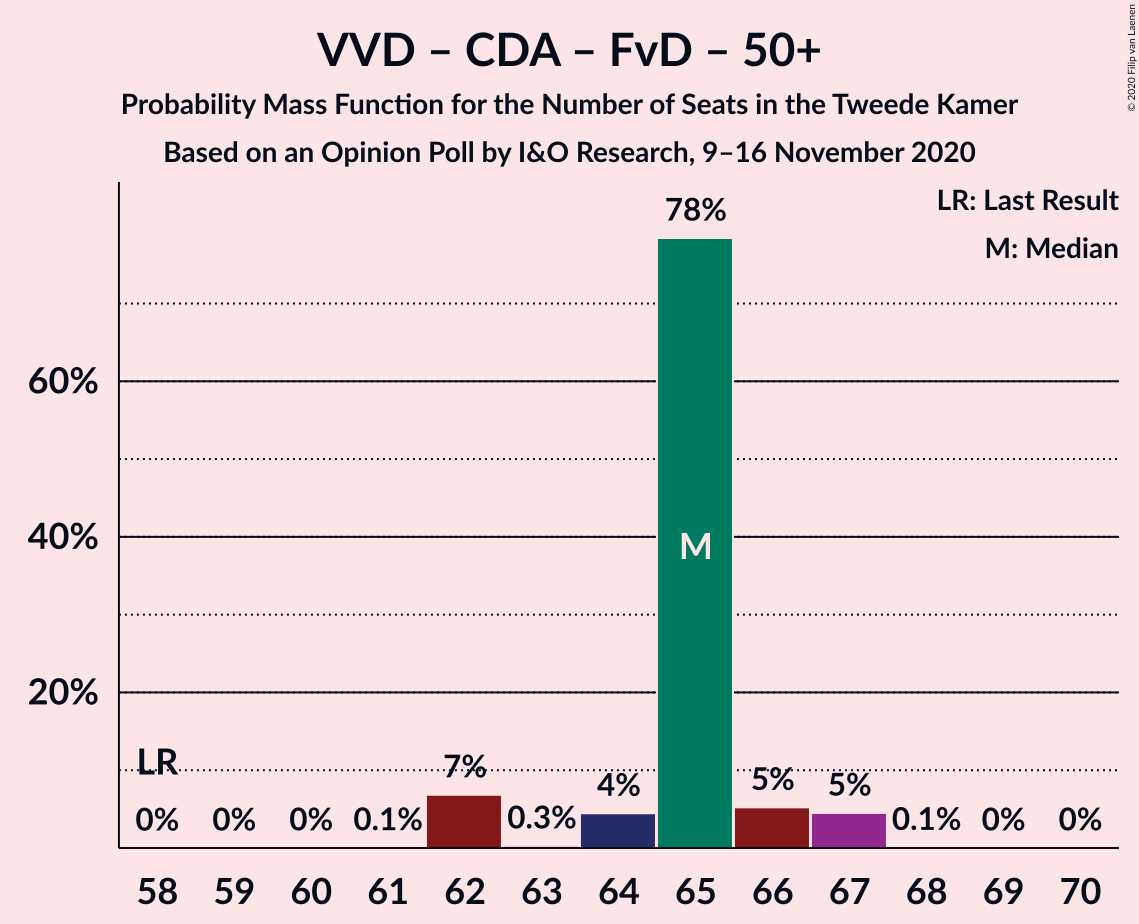 VVD – CDA – FvD – 50+
Probability Mass Function for the Number of Seats in the Tweede Kamer
Based on an Opinion Poll by I&O Research, 9–16 November 2020
© 2020 Filip van Laenen
LR: Last Result
M: Median
78%
60%
40%
M
20%
LR
0% 0% 0% 0.1% 7% 0.3% 4% 5% 5% 0.1% 0% 0%
58 59 60 61 62 63 64 65 66 67 68 69 70